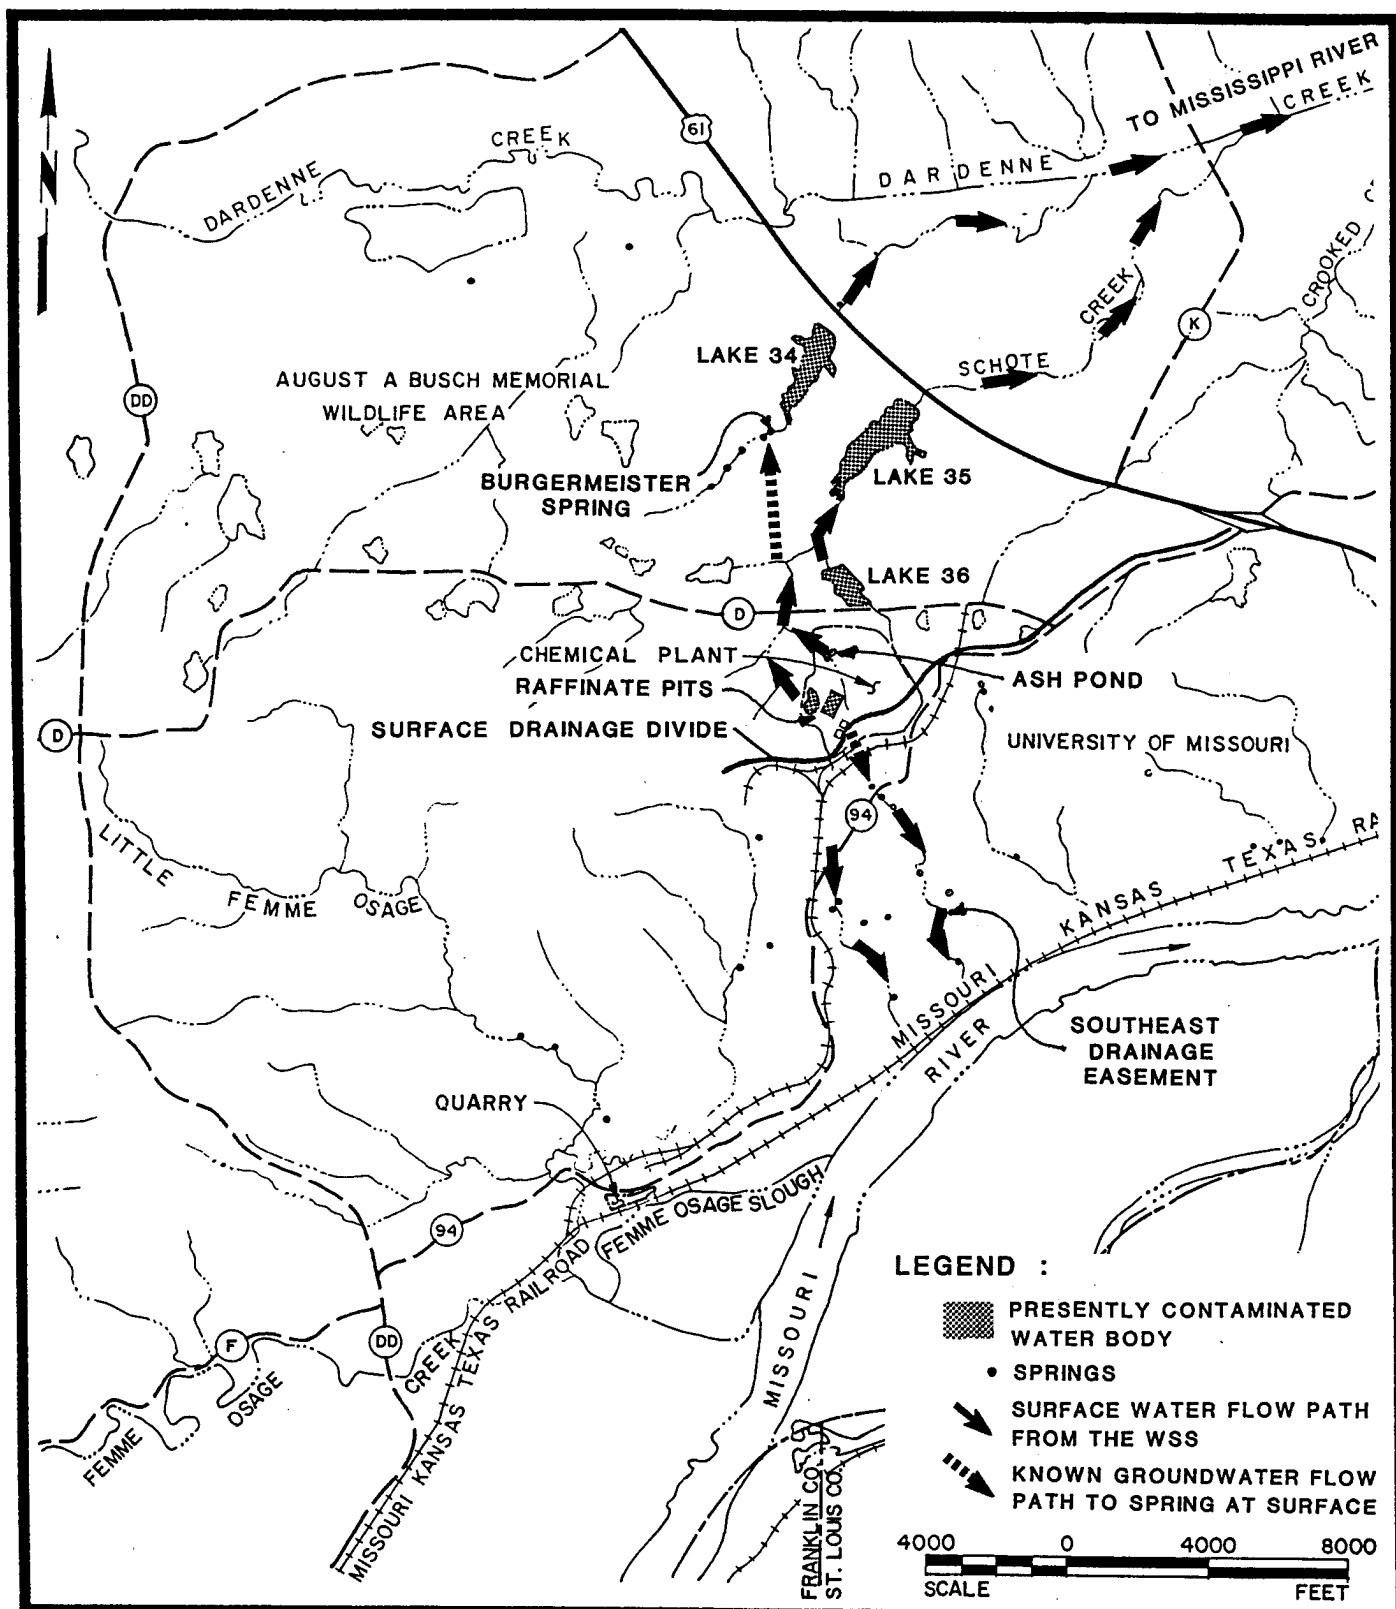 N
61
TO MISSISSIPPI RIVER
CREEK
DARDENNE
CREEK
DARDENNE
CROOKED
CREEK
SCHOTE
K
DD
LAKE 34
AUGUST A BUSCH MEMORIAL
WILDLIFE AREA
LAKE 35
BURGERMEISTER
SPRING
LAKE 36
D
CHEMICAL PLANT
RAFFINATE PITS
ASH POND
SURFACE DRAINAGE DIVIDE
D
UNIVERSITY OF MISSOURI
94
LITTLE
FEMME OSAGE
MISSOURI KANSAS TEXAS RA
RIVER
SOUTHEAST
DRAINAGE
EASEMENT
QUARRY
FEMME OSAGE SLOUGH
94
MISSOURI
F
DD
FEMME OSAGE CREEK
MISSOURI KANSAS TEXAS RAILROAD
FRANKLIN CO.
ST. LOUIS CO.
LEGEND :
PRESENTLY CONTAMINATED
WATER BODY
SPRINGS
SURFACE WATER FLOW PATH
FROM THE WSS
KNOWN GROUNDWATER FLOW
PATH TO SPRING AT SURFACE
4000 0 4000 8000
SCALE FEET